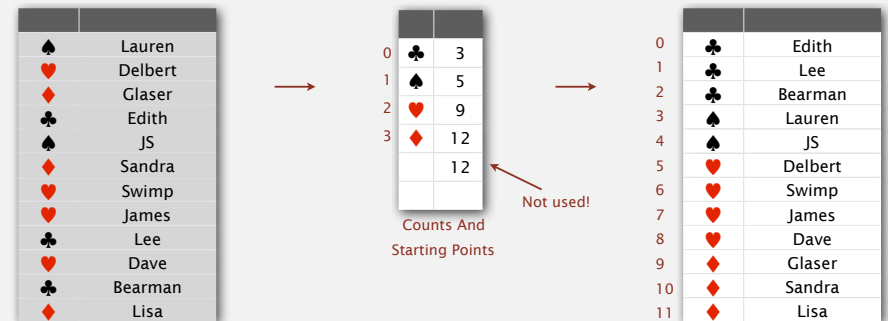 ♠ Lauren
♥ Delbert
♦ Glaser
♣ Edith
♠ JS
♦ Sandra
♥ Swimp
♥ James
♣ Lee
♥ Dave
♣ Bearman
♦ Lisa
0 ♣ 3
1 ♠ 5
2 ♥ 9
3 ♦ 12
12
Not used!
Counts And
Starting Points
0 ♣ Edith
1 ♣ Lee
2 ♣ Bearman
3 ♠ Lauren
4 ♠ JS
5 ♥ Delbert
6 ♥ Swimp
7 ♥ James
8 ♥ Dave
9 ♦ Glaser
10 ♦ Sandra
11 ♦ Lisa